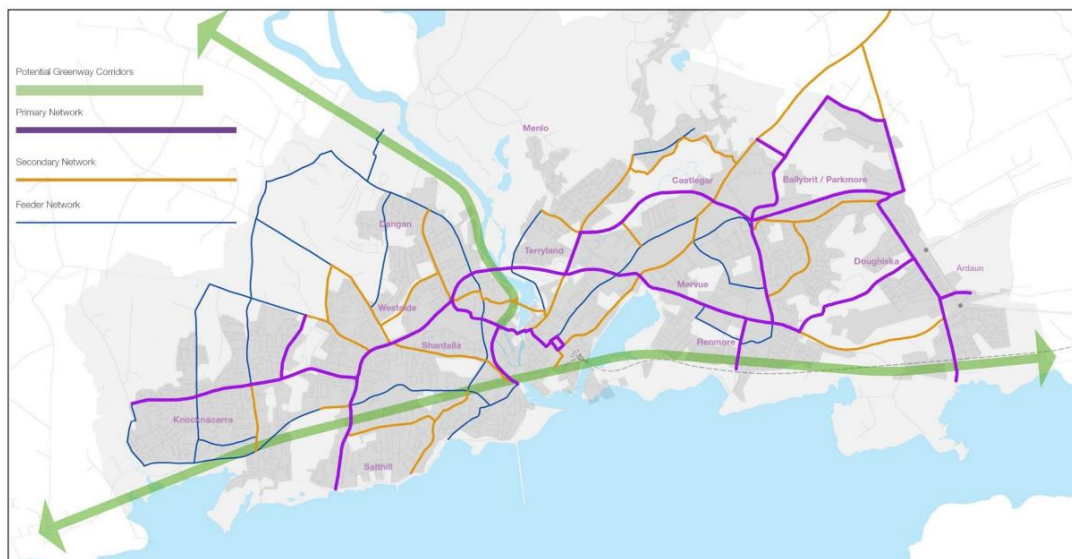 Potential Greenway Corridors
Primary Network
Secondary Network
Feeder Network
Menlo
Castlegar
Ballybrit / Parkmore
Dangan
Terryland
Doughiska
Ardaun
Mervue
Westside
Shantalla
Renmore
Knocknacarra
Salthill